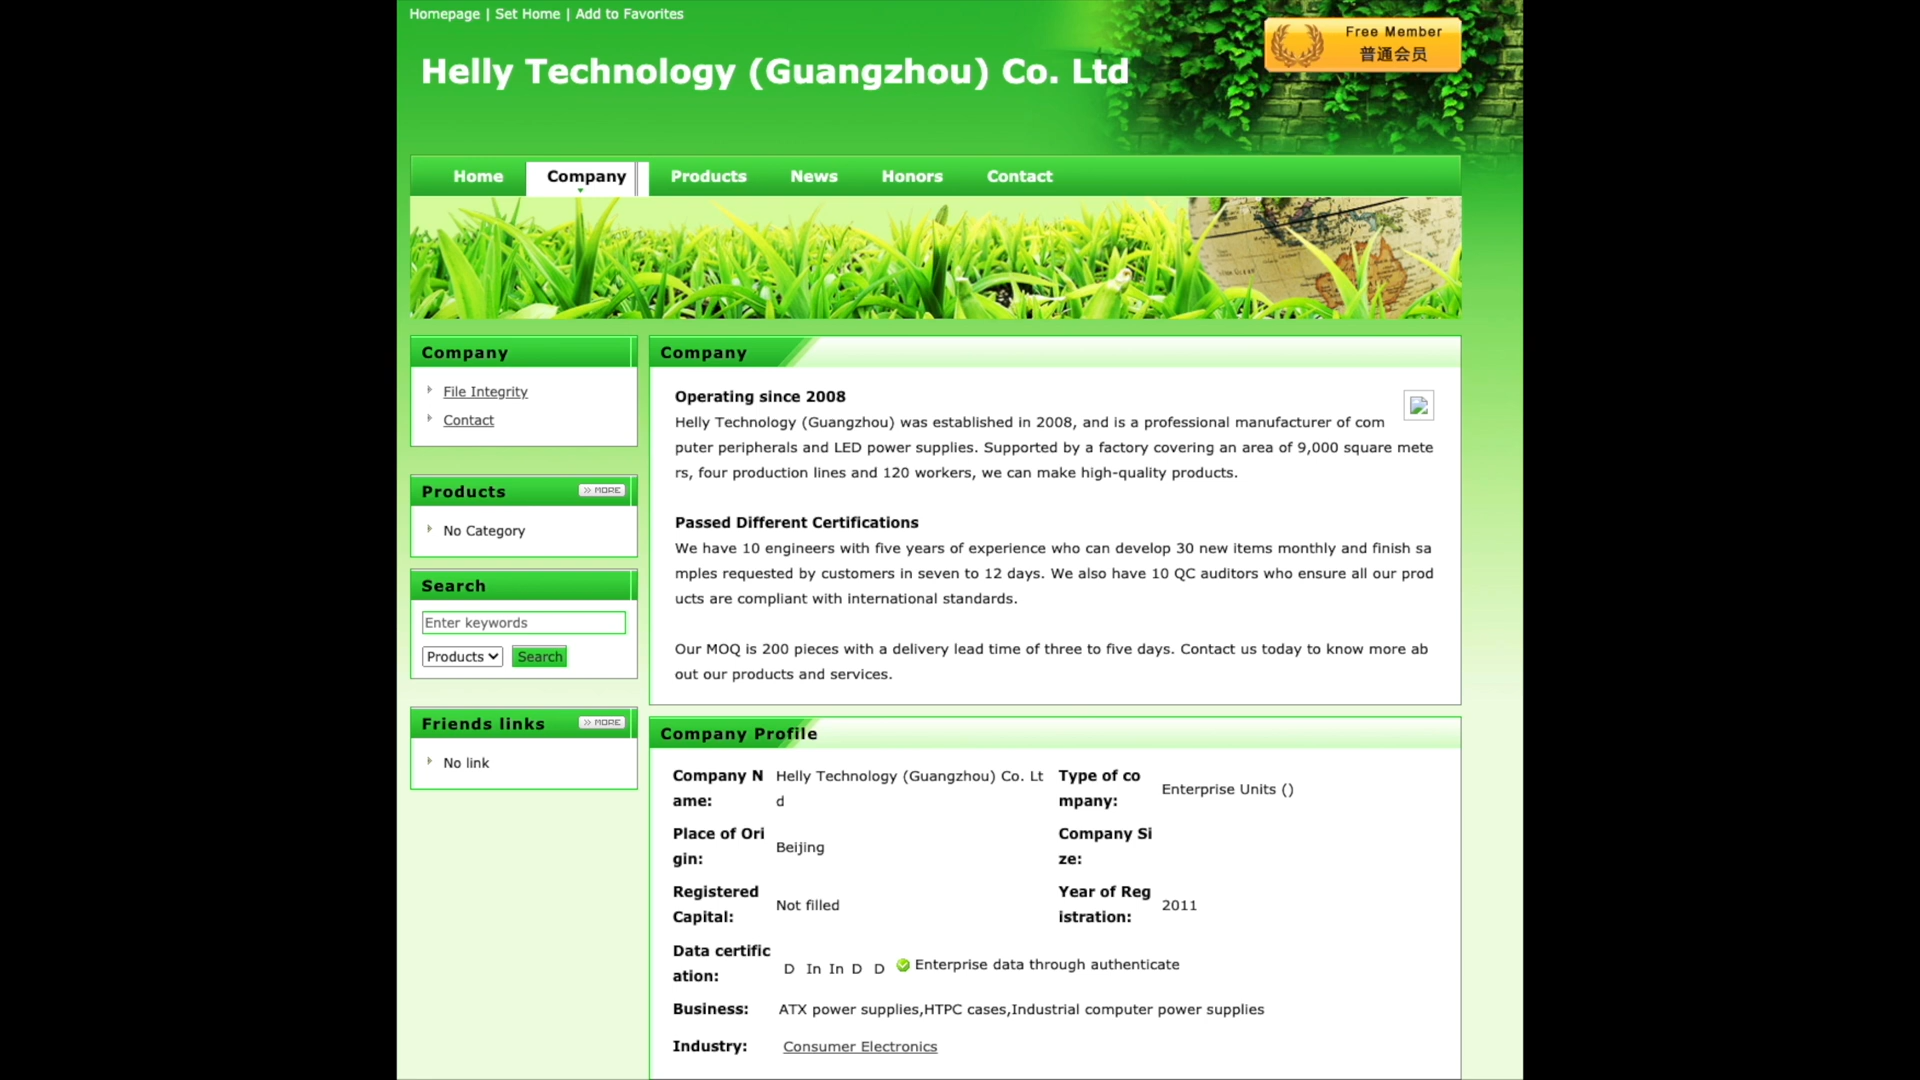 Homepage | Set Home | Add to Favorites
Free Member
普通会员
Helly Technology (Guangzhou) Co. Ltd
Home Company Products News Honors Contact
Company
File Integrity
Contact
Products
>> MORE
No Category
Search
Enter keywords
Products Search
Friends links
>> MORE
No link
Company
Operating since 2008
Helly Technology (Guangzhou) was established in 2008, and is a professional manufacturer of com
puter peripherals and LED power supplies. Supported by a factory covering an area of 9,000 square mete
rs, four production lines and 120 workers, we can make high-quality products.
Passed Different Certifications
We have 10 engineers with five years of experience who can develop 30 new items monthly and finish sa
mples requested by customers in seven to 12 days. We also have 10 QC auditors who ensure all our prod
ucts are compliant with international standards.
Our MOQ is 200 pieces with a delivery lead time of three to five days. Contact us today to know more ab
out our products and services.
Company Profile
Company N
ame:
Helly Technology (Guangzhou) Co. Lt
d
Type of co
mpany:
Enterprise Units ()
Place of Ori
gin:
Beijing
Company Si
ze:
Registered
Capital:
Not filled
Year of Reg
istration:
2011
Data certific
ation:
D In In D D Enterprise data through authenticate
Business: ATX power supplies,HTPC cases,Industrial computer power supplies
Industry: Consumer Electronics